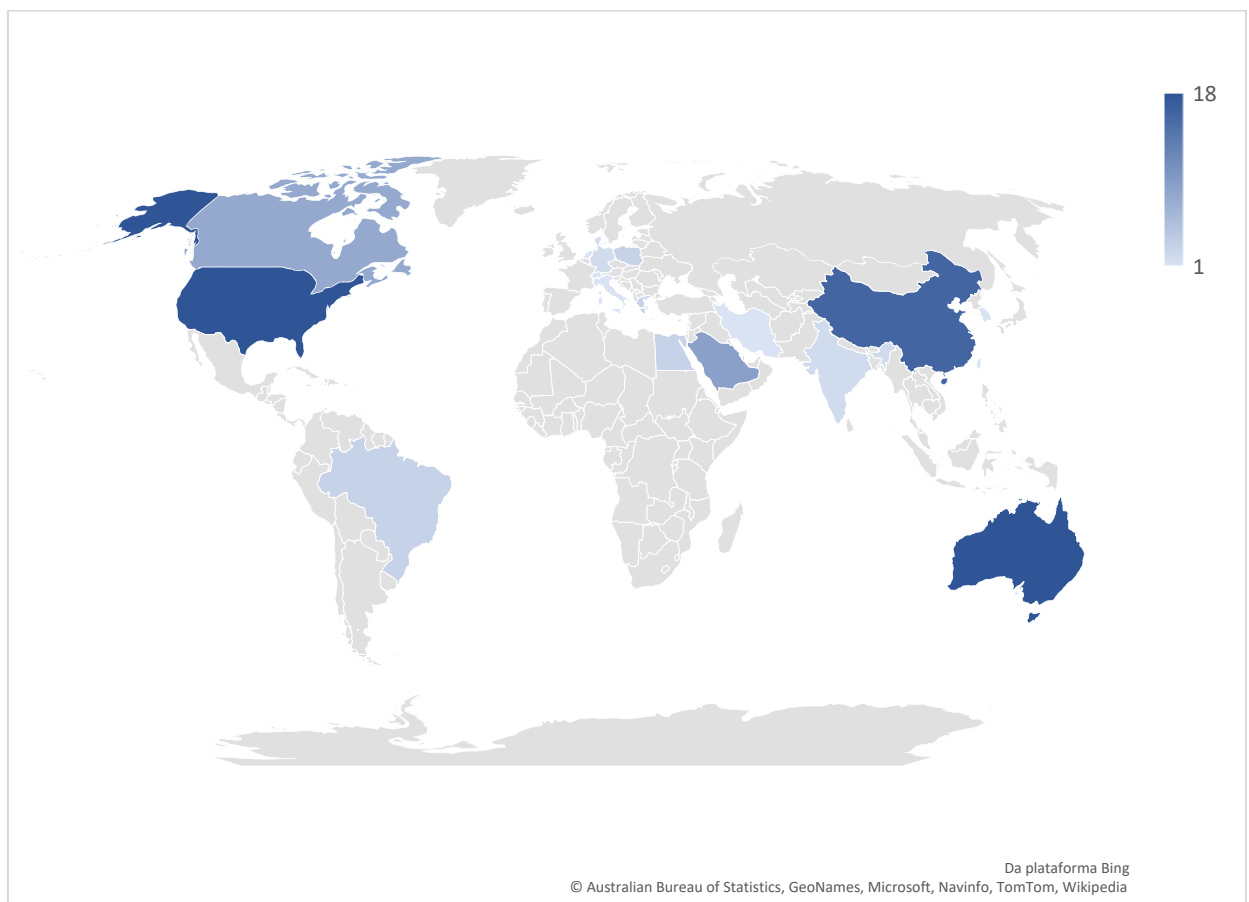 18
1
Da plataforma Bing
© Australian Bureau of Statistics, GeoNames, Microsoft, Navinfo, TomTom, Wikipedia